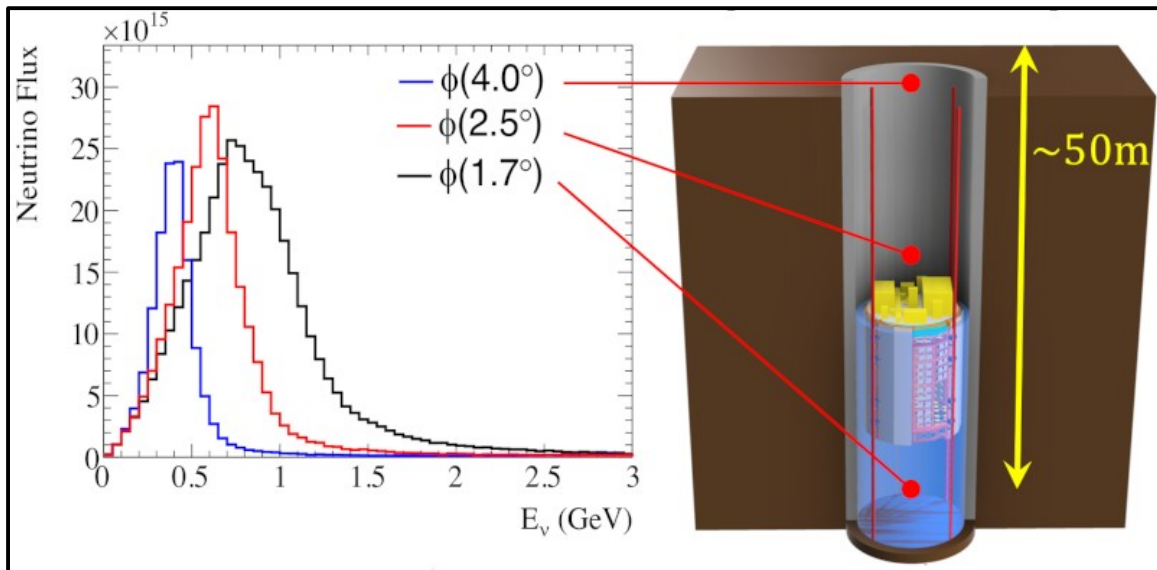 ×10¹⁵
Neutrino Flux
30
25
20
15
10
5
0
0 0.5 1 1.5 2 2.5 3
E_ν (GeV)
ϕ(4.0°)
ϕ(2.5°)
ϕ(1.7°)
~50m